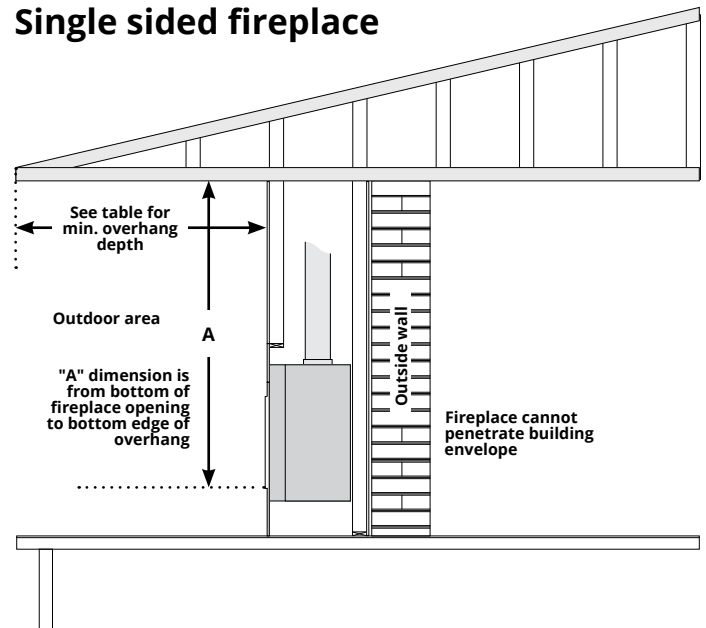 Single sided fireplace
See table for
min. overhang
depth
Outdoor area
A
"A" dimension is
from bottom of
fireplace opening
to bottom edge of
overhang
Outside wall
Fireplace cannot
penetrate building
envelope